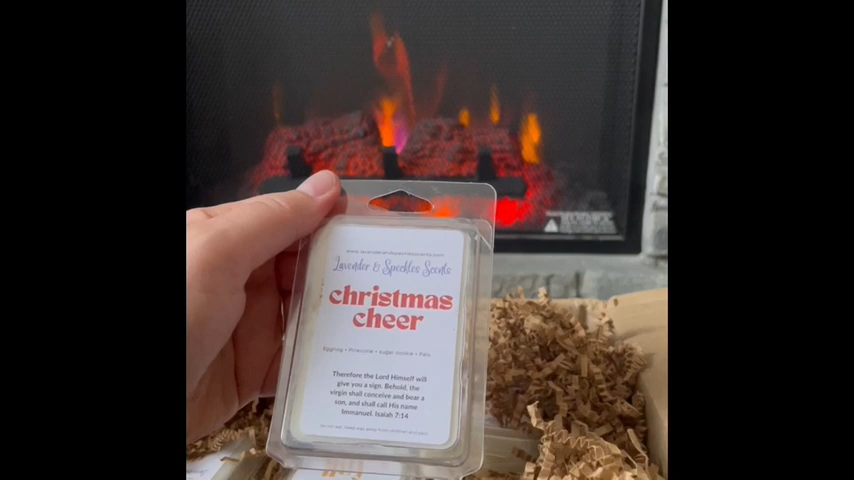 Lavender & Speckles Scents
christmas
cheer
Eggnog • Pinecone • sugar cookie •
Therefore the Lord Himself will
give you a sign. Behold, the
virgin shall conceive and bear a
son, and shall call His name
Immanuel. Isaiah 7:14